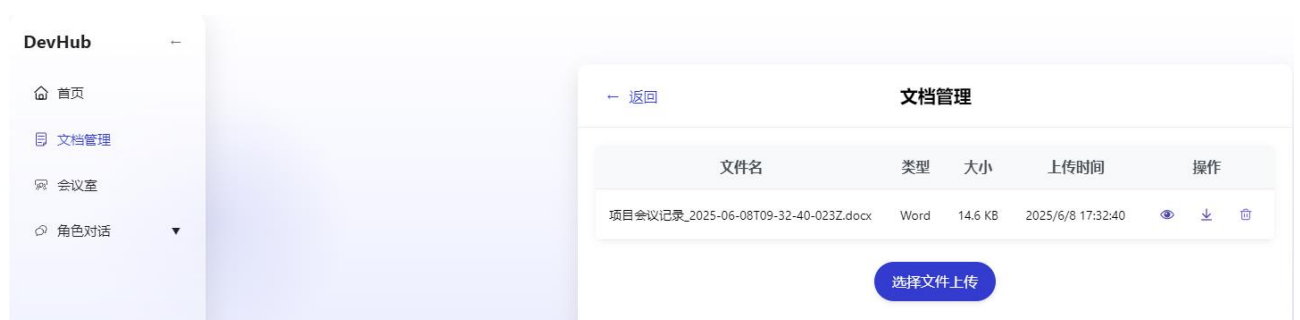 DevHub ←
首页
文档管理
会议室
角色对话 ▼
← 返回
文档管理
文件名 类型 大小 上传时间 操作
项目会议记录_2025-06-08T09-32-40-023Z.docx Word 14.6 KB 2025/6/8 17:32:40
选择文件上传